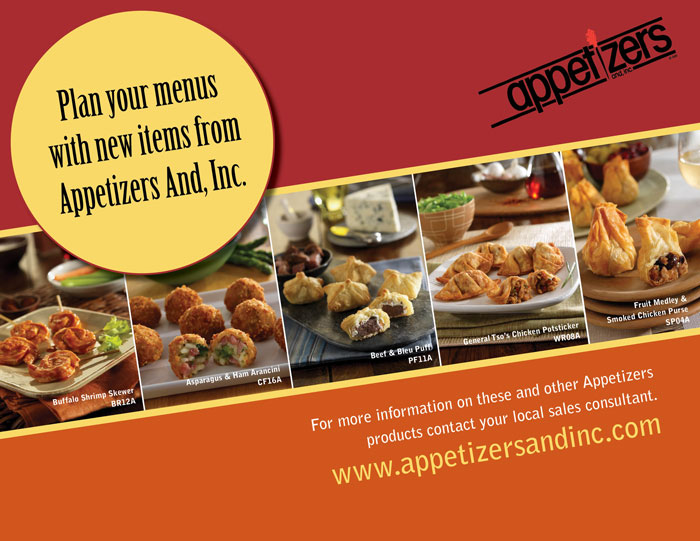 Plan your menus
with new items from
Appetizers And, Inc.
appetizers
and, inc.
Buffalo Shrimp Skewer
BR12A
Asparagus & Ham Arancini
CF16A
Beef & Bleu Puff
PF11A
General Tso's Chicken Potsticker
WR08A
Fruit Medley &
Smoked Chicken Purse
SP04A
For more information on these and other Appetizers
products contact your local sales consultant.
www.appetizersandinc.com